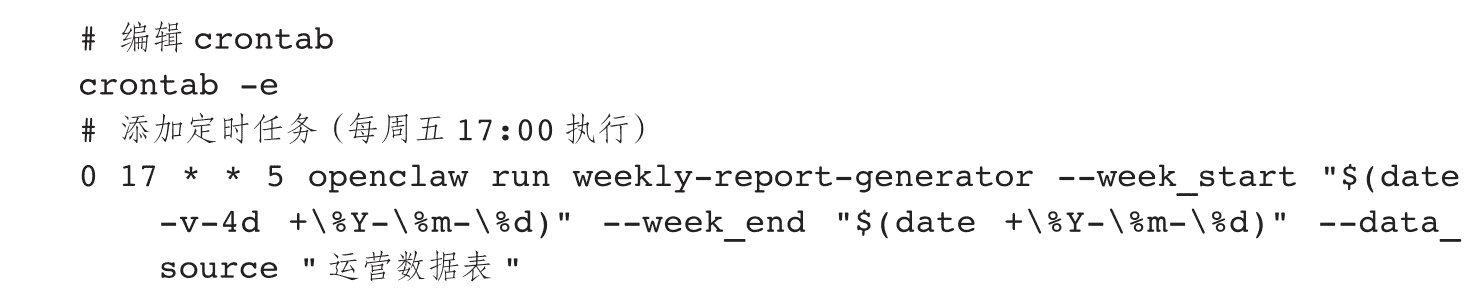 # 编辑 crontab
crontab -e
# 添加定时任务 (每周五 17:00 执行)
0 17 * * 5 openclaw run weekly-report-generator --week_start "$(date
-v-4d +\%Y-\%m-\%d)" --week_end "$(date +\%Y-\%m-\%d)" --data_
source "运营数据表"